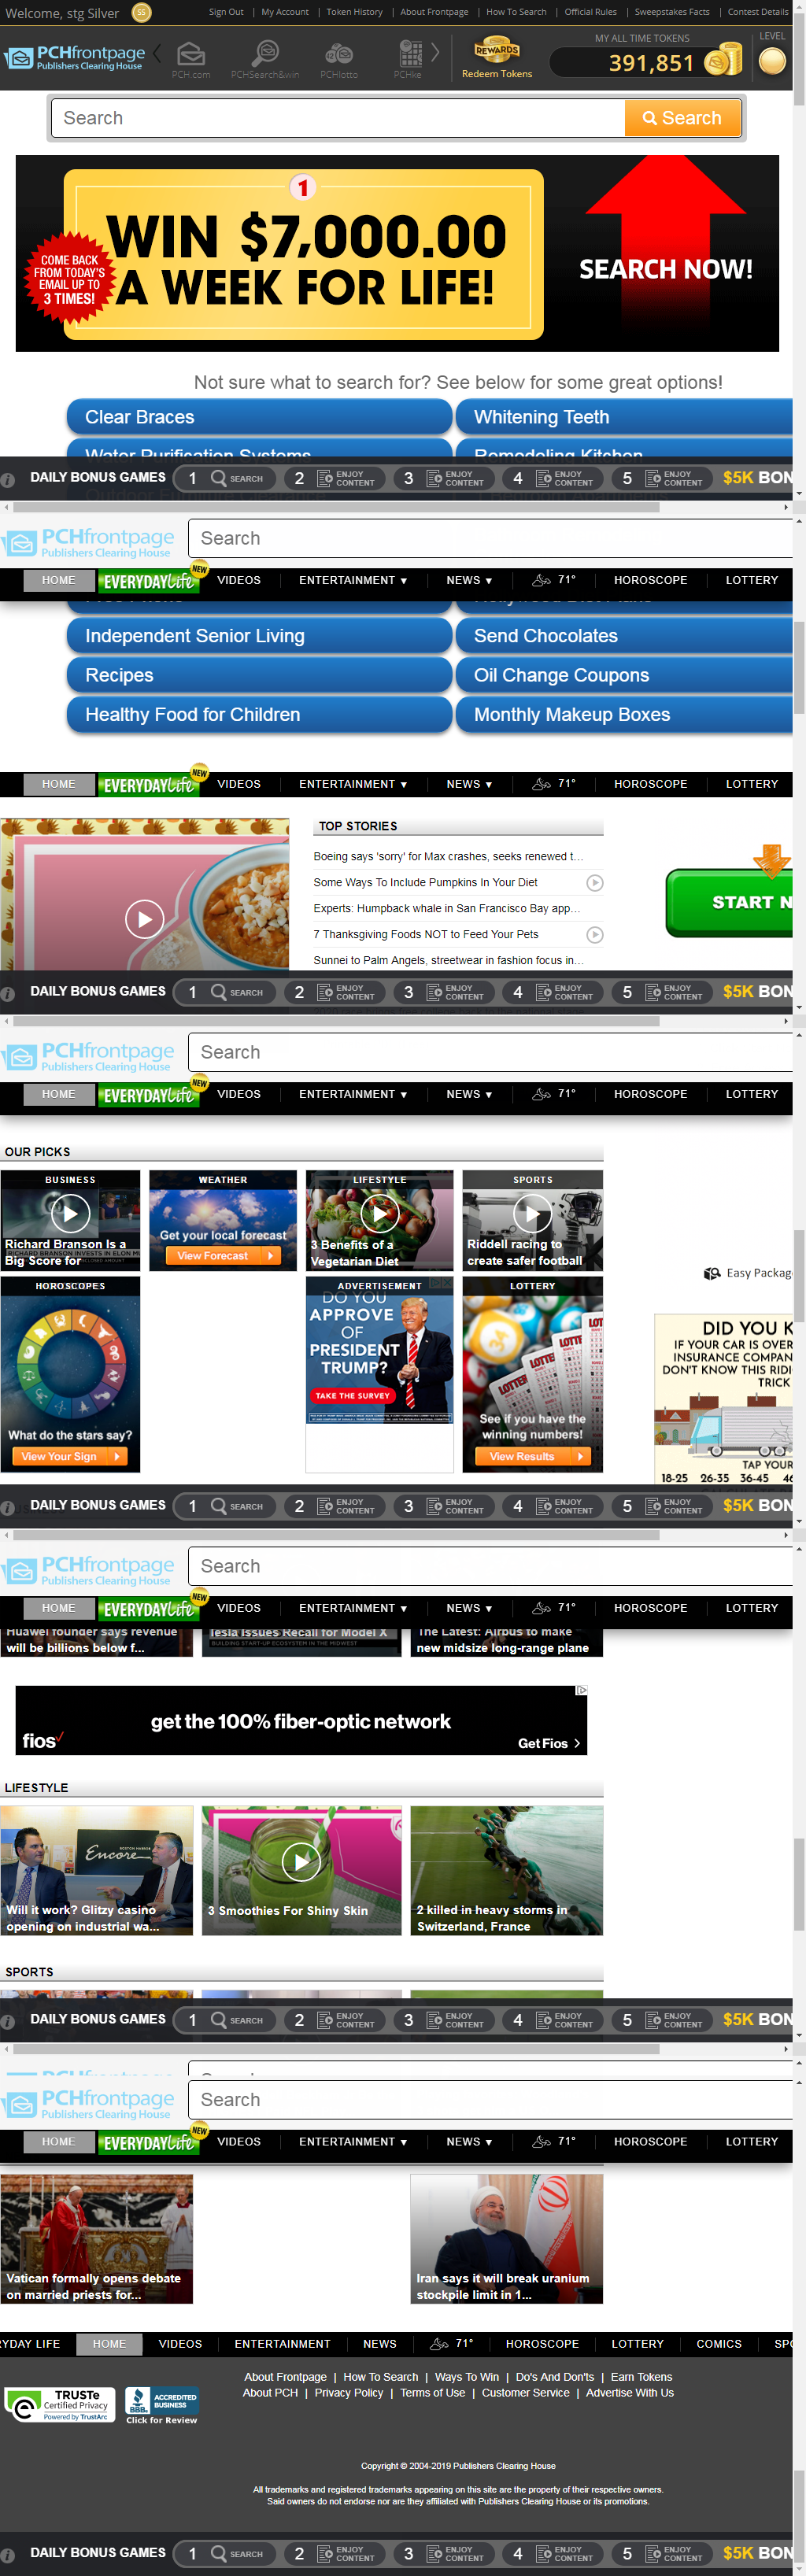 Welcome, stg Silver SS Sign Out | My Account | Token History | About Frontpage | How To Search | Official Rules | Sweepstakes Facts | Contest Details
PCHfrontpage
Publishers Clearing House
PCH.com PCHSearch&win PCHlotto PCHke
REWARDS
Redeem Tokens
MY ALL TIME TOKENS
391,851
LEVEL
Search Search
1
WIN $7,000.00
A WEEK FOR LIFE!
COME BACK
FROM TODAY'S
EMAIL UP TO
3 TIMES!
SEARCH NOW!
Not sure what to search for? See below for some great options!
Clear Braces Whitening Teeth
Water Purification Systems Remodeling Kitchen
DAILY BONUS GAMES 1 SEARCH 2 ENJOY CONTENT 3 ENJOY CONTENT 4 ENJOY CONTENT 5 ENJOY CONTENT $5K BON
PCHfrontpage
Publishers Clearing House
Search
HOME EVERYDAY Life NEW VIDEOS ENTERTAINMENT ▼ NEWS ▼ 71° HOROSCOPE LOTTERY
Independent Senior Living Send Chocolates
Recipes Oil Change Coupons
Healthy Food for Children Monthly Makeup Boxes
HOME EVERYDAY Life NEW VIDEOS ENTERTAINMENT ▼ NEWS ▼ 71° HOROSCOPE LOTTERY
TOP STORIES
Boeing says 'sorry' for Max crashes, seeks renewed t...
Some Ways To Include Pumpkins In Your Diet
Experts: Humpback whale in San Francisco Bay app...
7 Thanksgiving Foods NOT to Feed Your Pets
Sunnei to Palm Angels, streetwear in fashion focus in...
START N
DAILY BONUS GAMES 1 SEARCH 2 ENJOY CONTENT 3 ENJOY CONTENT 4 ENJOY CONTENT 5 ENJOY CONTENT $5K BON
PCHfrontpage
Publishers Clearing House
Search
HOME EVERYDAY Life NEW VIDEOS ENTERTAINMENT ▼ NEWS ▼ 71° HOROSCOPE LOTTERY
OUR PICKS
BUSINESS
Richard Branson Is a
Big Score for
WEATHER
Get your local forecast
View Forecast
LIFESTYLE
3 Benefits of a
Vegetarian Diet
SPORTS
Riddell racing to
create safer football
HOROSCOPES
What do the stars say?
View Your Sign
ADVERTISEMENT
DO YOU
APPROVE
OF
PRESIDENT
TRUMP?
TAKE THE SURVEY
LOTTERY
LOTTE
LOTTE
LOTT
LOT
See if you have the
winning numbers!
View Results
Easy Packag
DID YOU K
IF YOUR CAR IS OVER
INSURANCE COMPAN
DON'T KNOW THIS RIDI
TRICK
TAP YOUR
18-25 26-35 36-45 46
DAILY BONUS GAMES 1 SEARCH 2 ENJOY CONTENT 3 ENJOY CONTENT 4 ENJOY CONTENT 5 ENJOY CONTENT $5K BON
PCHfrontpage
Publishers Clearing House
Search
HOME EVERYDAY Life NEW VIDEOS ENTERTAINMENT ▼ NEWS ▼ 71° HOROSCOPE LOTTERY
Huawei founder says revenue
will be billions below f...
Tesla Issues Recall for Model X
BUILDING START-UP ECOSYSTEM IN THE MIDWEST
The Latest: Airbus to make
new midsize long-range plane
fios
get the 100% fiber-optic network
Get Fios >
LIFESTYLE
Encore
Will it work? Glitzy casino
opening on industrial wa...
3 Smoothies For Shiny Skin
2 killed in heavy storms in
Switzerland, France
SPORTS
DAILY BONUS GAMES 1 SEARCH 2 ENJOY CONTENT 3 ENJOY CONTENT 4 ENJOY CONTENT 5 ENJOY CONTENT $5K BON
PCHfrontpage
Publishers Clearing House
Search
HOME EVERYDAY Life NEW VIDEOS ENTERTAINMENT ▼ NEWS ▼ 71° HOROSCOPE LOTTERY
Vatican formally opens debate
on married priests for...
Iran says it will break uranium
stockpile limit in 1...
RYDAY LIFE HOME VIDEOS ENTERTAINMENT NEWS 71° HOROSCOPE LOTTERY COMICS SPO
About Frontpage | How To Search | Ways To Win | Do's And Don'ts | Earn Tokens
About PCH | Privacy Policy | Terms of Use | Customer Service | Advertise With Us
TRUSTe
Certified Privacy
Powered by TrustArc
BBB
ACCREDITED
BUSINESS
Click for Review
Copyright © 2004-2019 Publishers Clearing House
All trademarks and registered trademarks appearing on this site are the property of their respective owners.
Said owners do not endorse nor are they affiliated with Publishers Clearing House or its promotions.
DAILY BONUS GAMES 1 SEARCH 2 ENJOY CONTENT 3 ENJOY CONTENT 4 ENJOY CONTENT 5 ENJOY CONTENT $5K BON